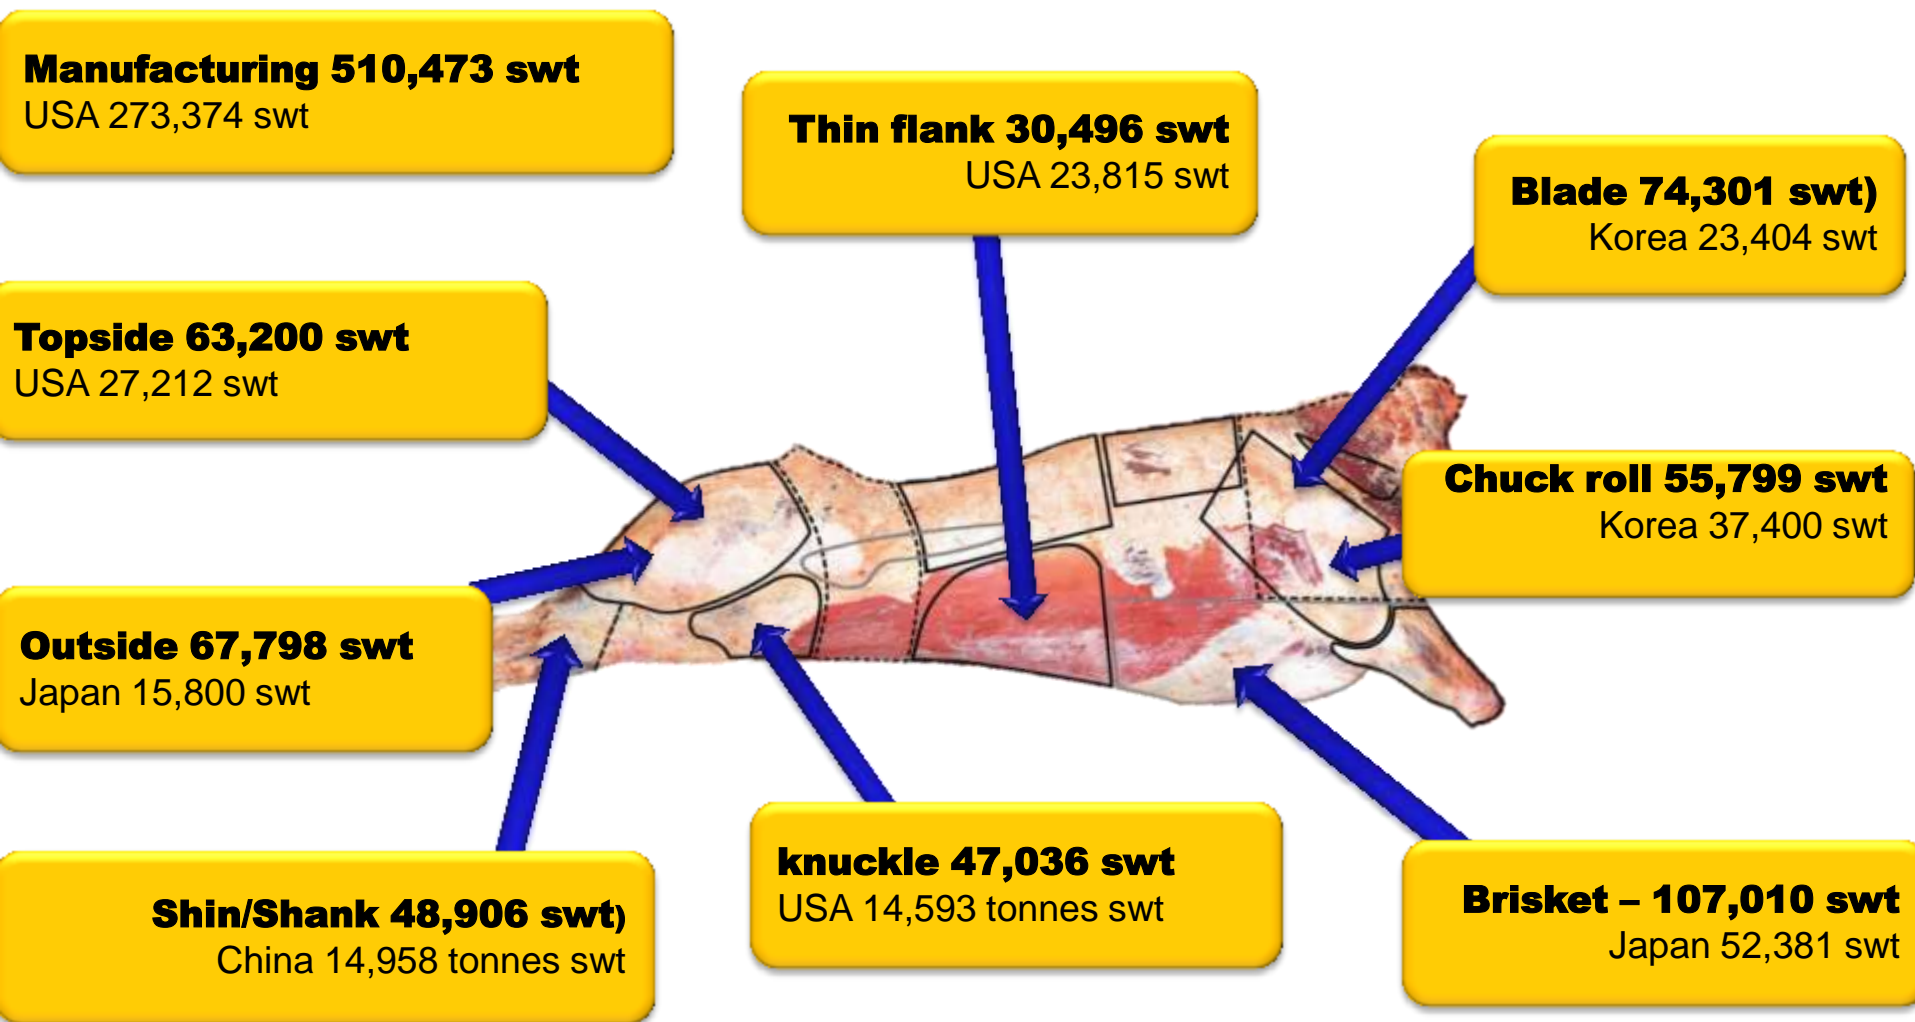 Manufacturing 510,473 swt
USA 273,374 swt
Thin flank 30,496 swt
USA 23,815 swt
Blade 74,301 swt)
Korea 23,404 swt
Topside 63,200 swt
USA 27,212 swt
Chuck roll 55,799 swt
Korea 37,400 swt
Outside 67,798 swt
Japan 15,800 swt
knuckle 47,036 swt
USA 14,593 tonnes swt
Shin/Shank 48,906 swt)
China 14,958 tonnes swt
Brisket – 107,010 swt
Japan 52,381 swt